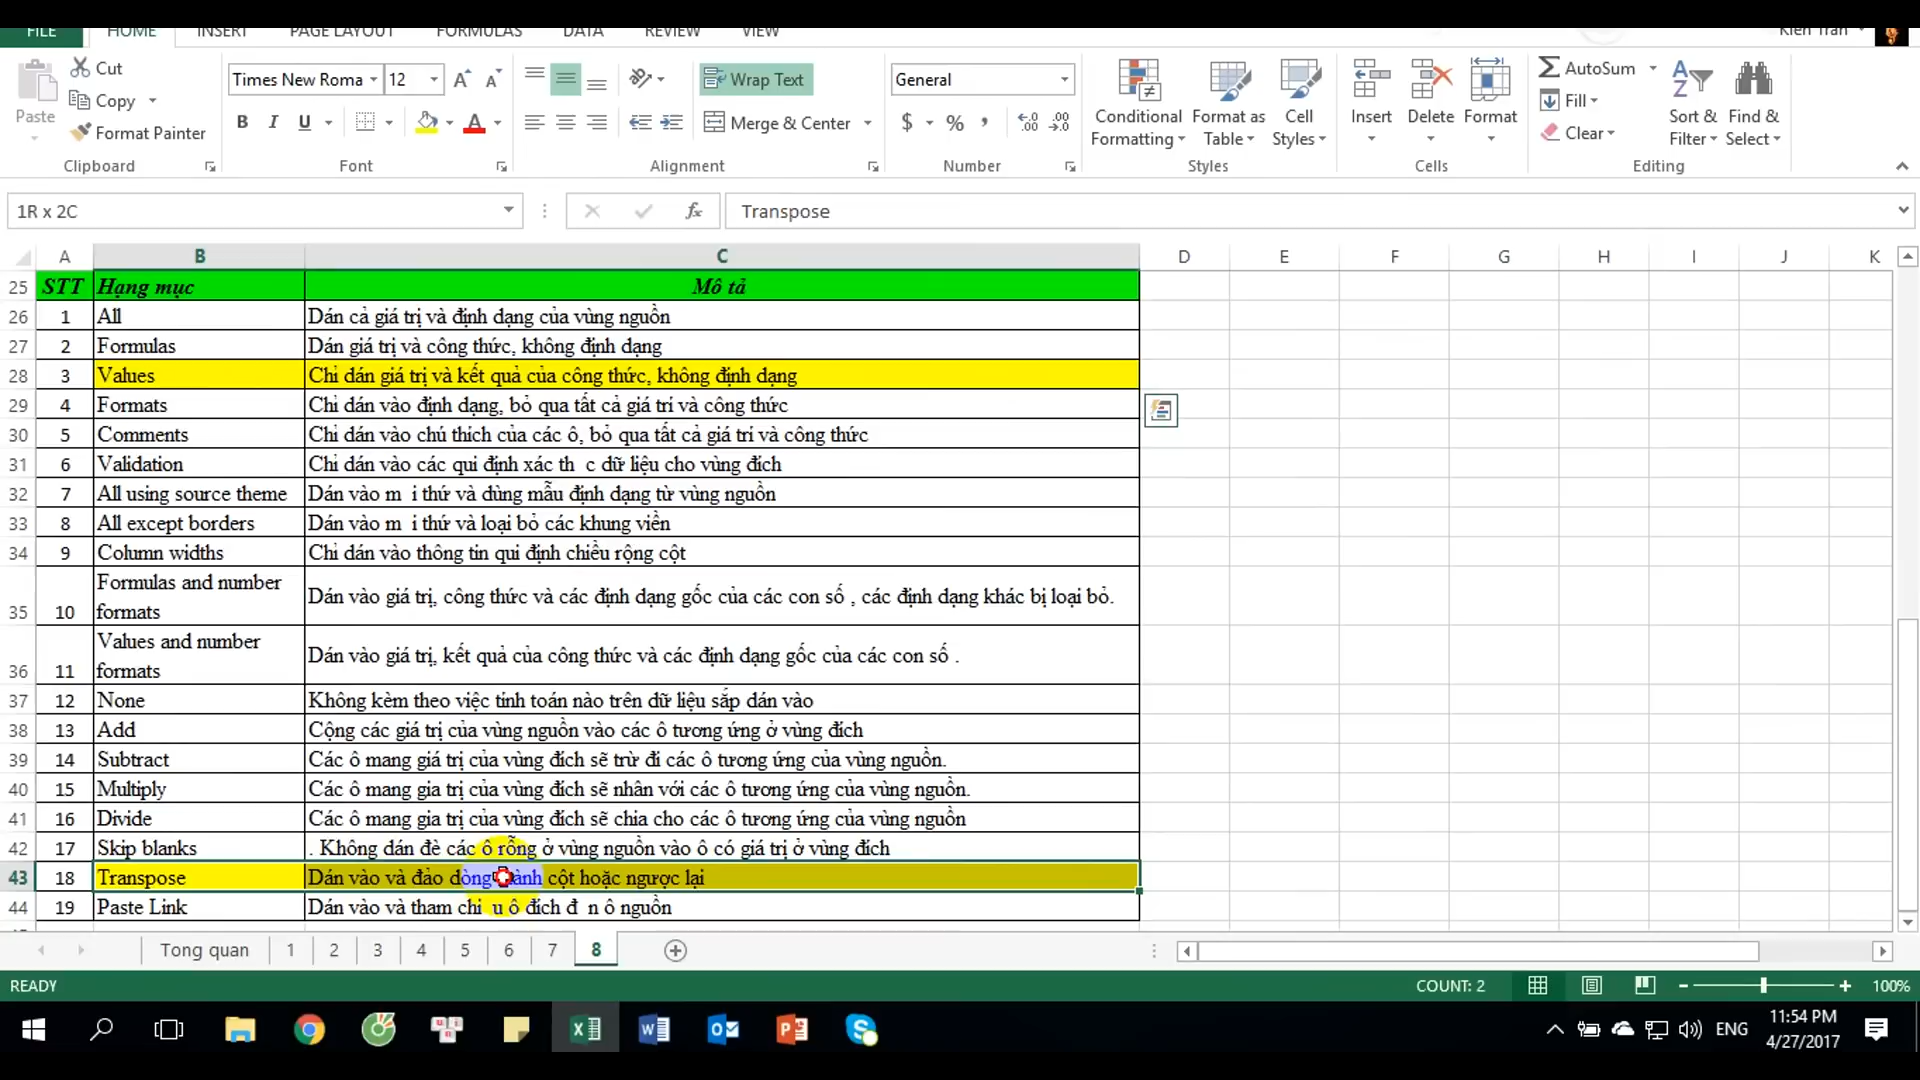 FILE HOME INSERT PAGE LAYOUT FORMULAS DATA REVIEW VIEW Kien Tran
Cut
Copy
Format Painter
Paste
Clipboard
Times New Roma 12
B I U
Font
Wrap Text
Merge & Center
Alignment
General
$ % ,
Number
Conditional Formatting
Format as Table
Cell Styles
Styles
Insert Delete Format
Cells
AutoSum
Fill
Clear
Sort & Filter
Find & Select
Editing
1R x 2C fx Transpose
A B C D E F G H I J K
25 STT Hạng mục Mô tả
26 1 All Dán cả giá trị và định dạng của vùng nguồn
27 2 Formulas Dán giá trị và công thức, không định dạng
28 3 Values Chỉ dán giá trị và kết quả của công thức, không định dạng
29 4 Formats Chỉ dán vào định dạng, bỏ qua tất cả giá trí và công thức
30 5 Comments Chỉ dán vào chú thích của các ô, bỏ qua tất cả giá trí và công thức
31 6 Validation Chỉ dán vào các qui định xác th c dữ liệu cho vùng đích
32 7 All using source theme Dán vào m i thứ và dùng mẫu định dạng từ vùng nguồn
33 8 All except borders Dán vào m i thứ và loại bỏ các khung viền
34 9 Column widths Chỉ dán vào thông tin qui định chiều rộng cột
35 10 Formulas and number formats Dán vào giá trị, công thức và các định dạng gốc của các con số , các định dạng khác bị loại bỏ.
36 11 Values and number formats Dán vào giá trị, kết quả của công thức và các định dạng gốc của các con số .
37 12 None Không kèm theo việc tính toán nào trên dữ liệu sắp dán vào
38 13 Add Cộng các giá trị của vùng nguồn vào các ô tương ứng ở vùng đích
39 14 Subtract Các ô mang giá trị của vùng đích sẽ trừ đi các ô tương ứng của vùng nguồn.
40 15 Multiply Các ô mang gia trị của vùng đích sẽ nhân với các ô tương ứng của vùng nguồn.
41 16 Divide Các ô mang gia trị của vùng đích sẽ chia cho các ô tương ứng của vùng nguồn
42 17 Skip blanks . Không dán đè các ô rỗng ở vùng nguồn vào ô có giá trị ở vùng đích
43 18 Transpose Dán vào và đảo dòng thành cột hoặc ngược lại
44 19 Paste Link Dán vào và tham chi u ô đích đ n ô nguồn
Tong quan 1 2 3 4 5 6 7 8
READY COUNT: 2 100%
ENG 11:54 PM
4/27/2017